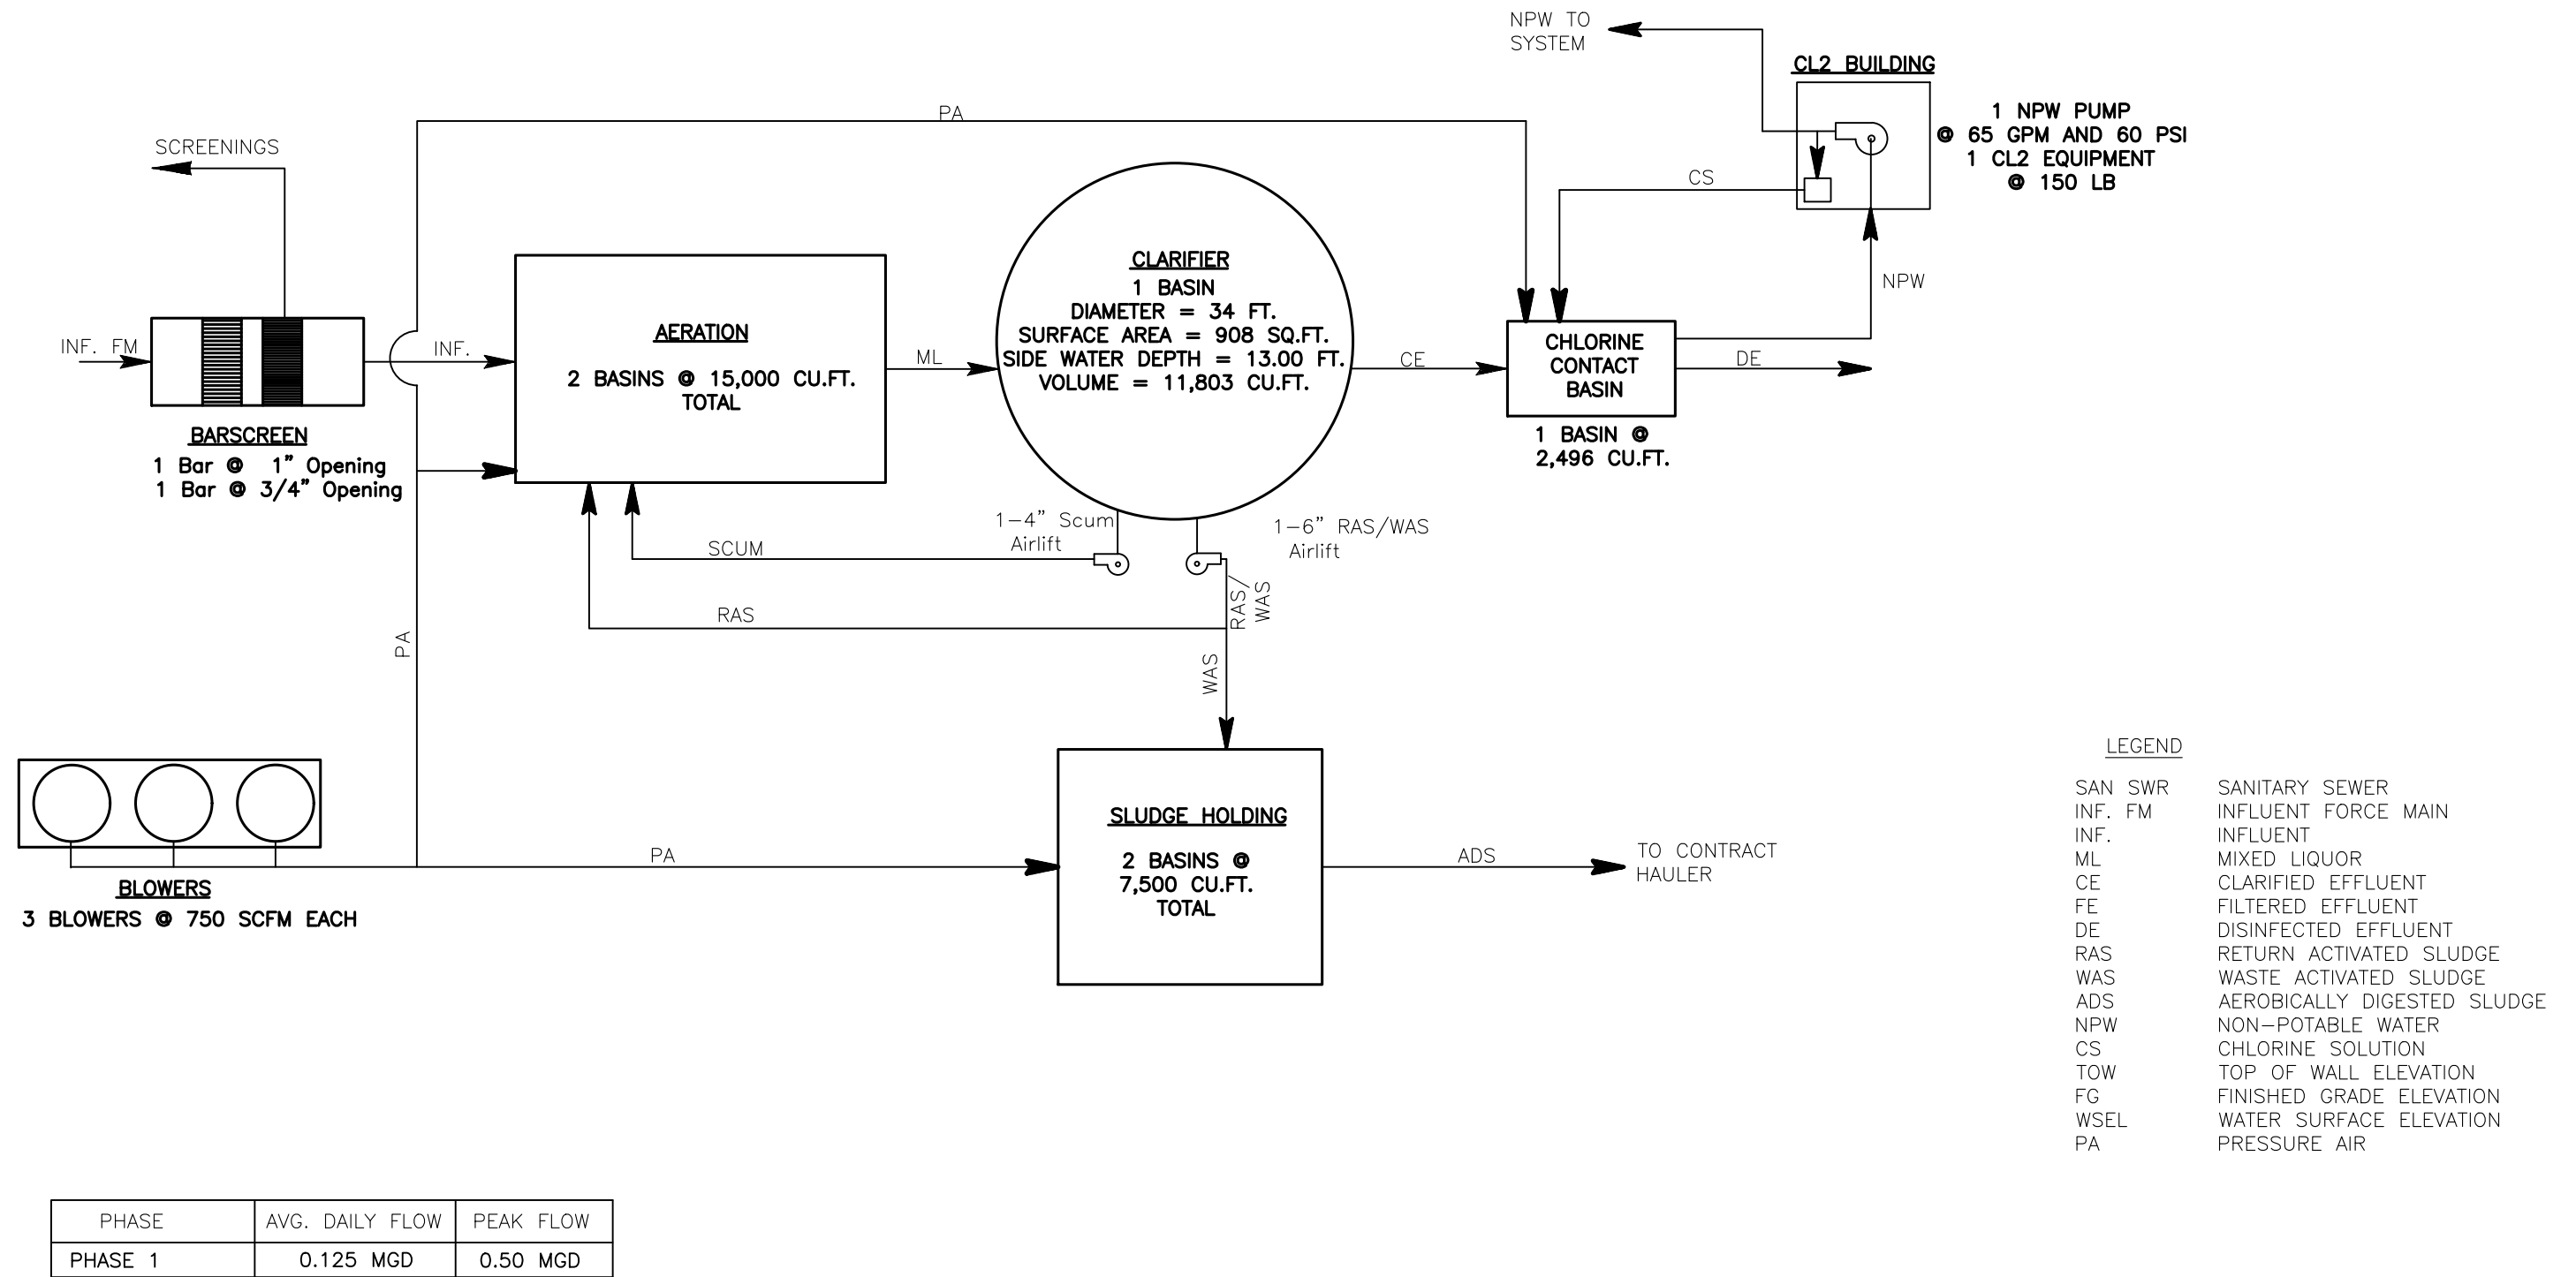 NPW TO
SYSTEM
CL2 BUILDING
1 NPW PUMP
@ 65 GPM AND 60 PSI
1 CL2 EQUIPMENT
@ 150 LB
PA
SCREENINGS
CS
NPW
INF. FM
INF.
BARSCREEN
1 Bar @ 1" Opening
1 Bar @ 3/4" Opening
AERATION
2 BASINS @ 15,000 CU.FT.
TOTAL
ML
CLARIFIER
1 BASIN
DIAMETER = 34 FT.
SURFACE AREA = 908 SQ.FT.
SIDE WATER DEPTH = 13.00 FT.
VOLUME = 11,803 CU.FT.
CE
CHLORINE
CONTACT
BASIN
1 BASIN @
2,496 CU.FT.
DE
1-4" Scum
Airlift
1-6" RAS/WAS
Airlift
SCUM
RAS
RAS/
WAS
WAS
PA
BLOWERS
3 BLOWERS @ 750 SCFM EACH
PA
SLUDGE HOLDING
2 BASINS @
7,500 CU.FT.
TOTAL
ADS
TO CONTRACT
HAULER
LEGEND
SAN SWR SANITARY SEWER
INF. FM INFLUENT FORCE MAIN
INF. INFLUENT
ML MIXED LIQUOR
CE CLARIFIED EFFLUENT
FE FILTERED EFFLUENT
DE DISINFECTED EFFLUENT
RAS RETURN ACTIVATED SLUDGE
WAS WASTE ACTIVATED SLUDGE
ADS AEROBICALLY DIGESTED SLUDGE
NPW NON-POTABLE WATER
CS CHLORINE SOLUTION
TOW TOP OF WALL ELEVATION
FG FINISHED GRADE ELEVATION
WSEL WATER SURFACE ELEVATION
PA PRESSURE AIR
PHASE AVG. DAILY FLOW PEAK FLOW
PHASE 1 0.125 MGD 0.50 MGD